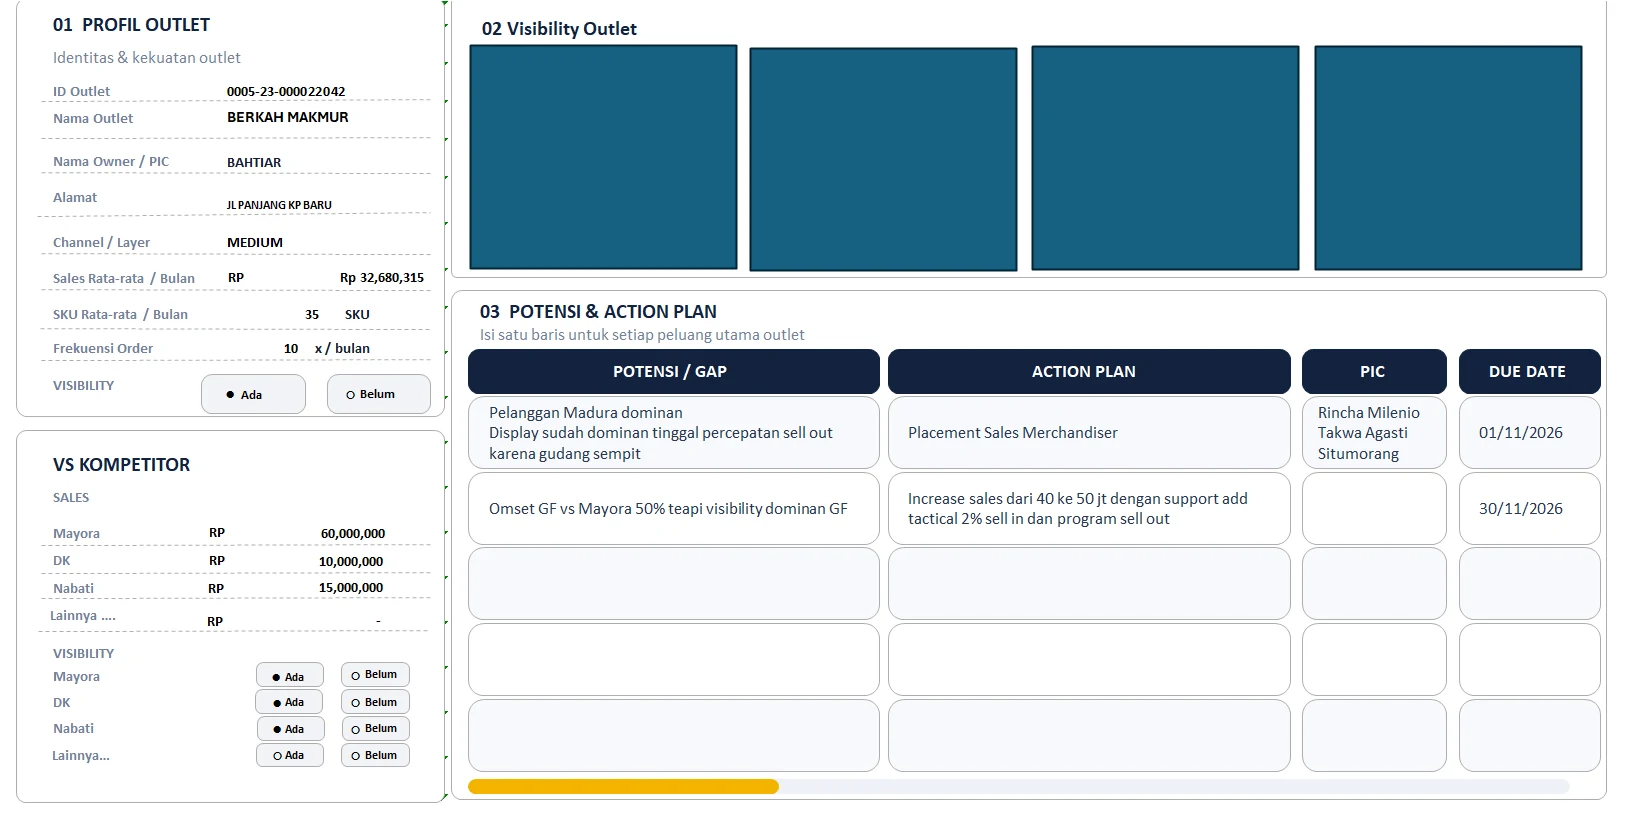 01 PROFIL OUTLET
Identitas & kekuatan outlet
ID Outlet 0005-23-000022042
Nama Outlet BERKAH MAKMUR
Nama Owner / PIC BAHTIAR
Alamat JL PANJANG KP BARU
Channel / Layer MEDIUM
Sales Rata-rata / Bulan RP Rp 32,680,315
SKU Rata-rata / Bulan 35 SKU
Frekuensi Order 10 x / bulan
VISIBILITY ● Ada ○ Belum
VS KOMPETITOR
SALES
Mayora RP 60,000,000
DK RP 10,000,000
Nabati RP 15,000,000
Lainnya .... RP -
VISIBILITY
Mayora ● Ada ○ Belum
DK ● Ada ○ Belum
Nabati ● Ada ○ Belum
Lainnya... ○ Ada ○ Belum
02 Visibility Outlet
03 POTENSI & ACTION PLAN
Isi satu baris untuk setiap peluang utama outlet
POTENSI / GAP ACTION PLAN PIC DUE DATE
Pelanggan Madura dominan
Display sudah dominan tinggal percepatan sell out
karena gudang sempit
Placement Sales Merchandiser
Rincha Milenio
Takwa Agasti
Situmorang
01/11/2026
Omset GF vs Mayora 50% teapi visibility dominan GF
Increase sales dari 40 ke 50 jt dengan support add
tactical 2% sell in dan program sell out
30/11/2026